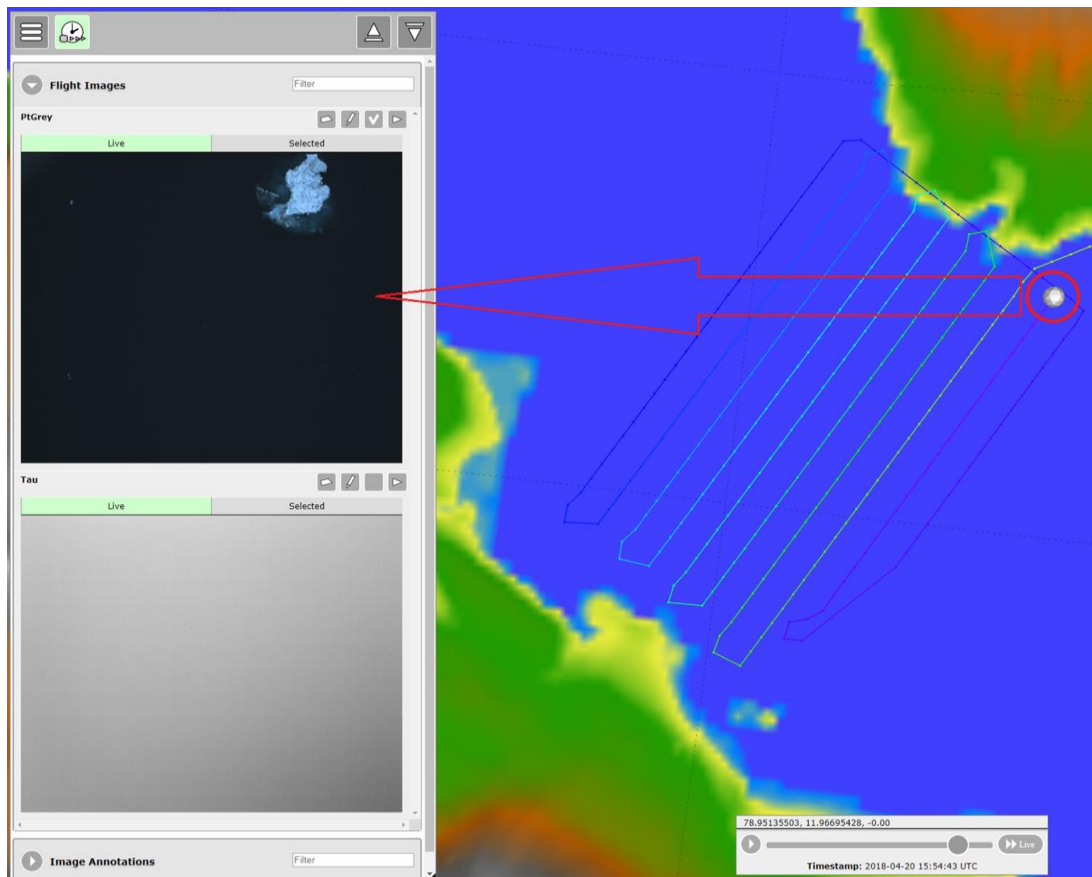 Flight Images
Filter
PtGrey
Live
Selected
Tau
Live
Selected
Image Annotations
Filter
78.95135503, 11.96695428, -0.00
Live
Timestamp: 2018-04-20 15:54:43 UTC